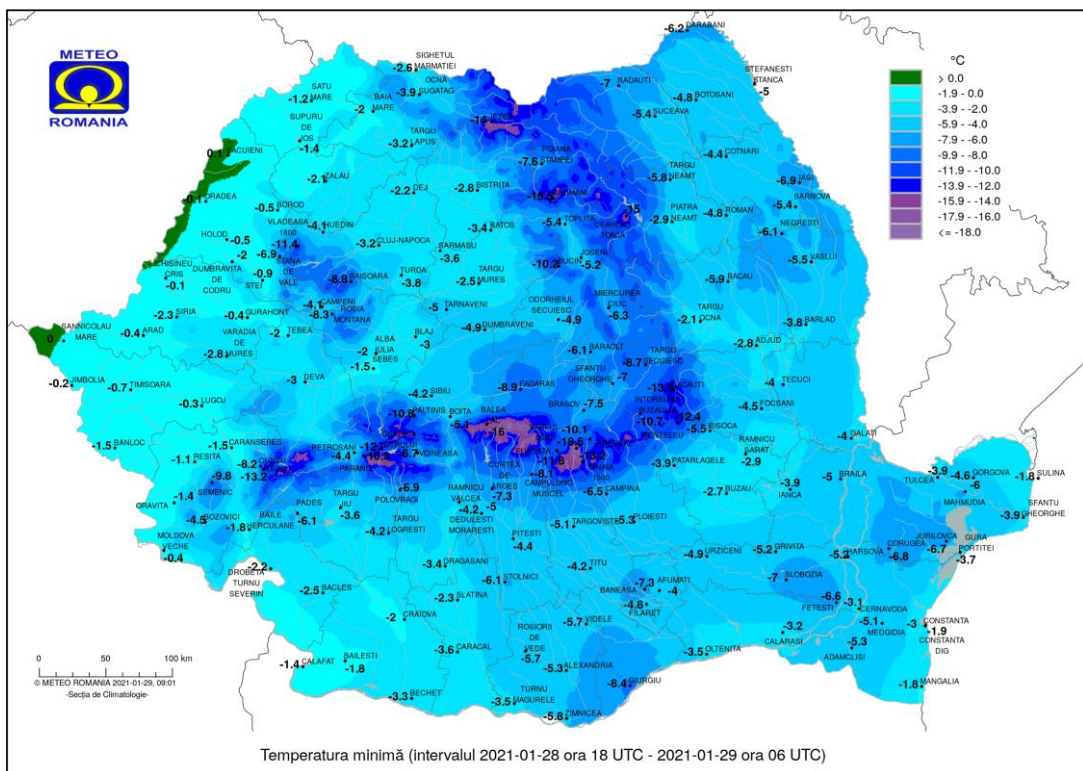 METEO
ROMANIA
°C
> 0.0
-1.9 - 0.0
-3.9 - -2.0
-5.9 - -4.0
-7.9 - -6.0
-9.9 - -8.0
-11.9 - -10.0
-13.9 - -12.0
-15.9 - -14.0
-17.9 - -16.0
<= -18.0
-6.2 DARABANI
SIGHETUL
-2.6 MARMATIEI
STEFANESTI
STANCA
-5
OCNA
-3.9 SUGATAG
-7 RADAUTI
SATU
-1.2 MARE
BAIA
-2 MARE
-4.8 BOTOSANI
SUCEAVA
-5.4
SUPURU
DE
JOS
-1.4
TARGU
-3.2 LAPUS
POIANA
-7.6 STAMPEI
-4.4 COTNARI
0.1 SACUIENI
TARGU
-5.8 NEAMT
-6.9 IASI
-2.1 ZALAU
-2.2 DEJ
-2.8 BISTRITA
-0.1 ORADEA
-5.4 BARNOVA
-0.5 BOROD
-15
CEAHLAU
TOACA
PIATRA
-2.9 NEAMT
-4.8 ROMAN
NEGRESTI
-6.1
VLADEASA
1800
-11.4
-4.1 HUEDIN
-3.4 BATOS
-5.4 TOPLITA
HOLOD
-0.5
-3.2 CLUJ-NAPOCA
SARMASU
-3.6
JOSENI
-5.2
-10.2 BUCIN
-5.5 VASLUI
-2
DUMBRAVITA
DE
CODRU
-6.9
STANA
DE
VALE
CHISINEU
CRIS
-0.1
-0.9
STEI
-8.8 BAISOARA
TURDA
-3.8
TARGU
-2.5 MURES
-5.9 BACAU
-4.1 CAMPENI
-8.3 ROSIA
MONTANA
-5 TARNAVENI
ODORHEIUL
SECUIESC
-4.9
MIERCUREA
CIUC
-6.3
TARGU
-2.1 OCNA
-3.8 BARLAD
-2.3 SIRIA
-0.4 GURAHONT
SANNICOLAU
MARE
0
-0.4 ARAD
VARADIA
DE
-2.8 MURES
-2 TEBEA
BLAJ
-3
-4.9 DUMBRAVENI
-2.8 ADJUD
ALBA
-2 IULIA
-1.5 SEBES
-6.1 BARAOLT
TARGU
-8.7 SECUIESC
-0.2 JIMBOLIA
-0.7 TIMISOARA
-3 DEVA
-8.9 FAGARAS
SFANTU
GHEORGHE -7
-4 TECUCI
-0.3 LUGOJ
-4.2 SIBIU
BRASOV -7.5
INTORSURA
BUZAULUI
-10.7
-4.5 FOCSANI
-10.8 PALTINIS
BOITA
-5.1
BALEA
LAC
-16
-12.4
PENTELEU
-5.5 BISOCA
GALATI
-4
-1.5 BANLOC
-1.5 CARANSEBES
RESITA
-1.1
PETROSANI
-4.4
PARANG
-6.7 VOINEASA
-10.1
SINAIA
1500
-3.9 PATARLAGELE
RAMNICU
SARAT
-2.9
-9.8
SEMENIC
-8.2
-13.2
-6.9
POLOVRAGI
RAMNICU
VALCEA
-4.2
CURTEA
DE
ARGES
-7.3
-8.1
CAMPULUNG
MUSCEL
-6.5 CAMPINA
-2.7 BUZAU
-3.9
IANCA
-5 BRAILA
-3.9
TULCEA
-4.6 GORGOVA
-6
MAHMUDIA
-1.8 SULINA
SFANTU
-3.9 GHEORGHE
-1.4
ORAVITA
-4.5 BOZOVICI
BAILE
-1.8 HERCULANE
PADES
-6.1
TARGU
JIU
-3.6
TARGU
-4.2 LOGRESTI
-5
DEDULESTI
MORARESTI
-5.1 TARGOVISTE
-5.3 PLOIESTI
PITESTI
-4.4
MOLDOVA
VECHE
-0.4
-4.9 URZICENI
-5.2 GRIVITA
-5.2 HARSOVA
CORUGEA
-6.8
JURILOVCA
-6.7
GURA
PORTITEI
-3.7
-2.2
DROBETA
TURNU
SEVERIN
-3.4 DRAGASANI
-4.2 TITU
-6.1 STOLNICI
-7.3
BANEASA
AFUMATI
-4
-7 SLOBOZIA
-2.5 BACLES
-2.3 SLATINA
-4.8
FILARET
-6.6
FETESTI
-3.1 CERNAVODA
-2 CRAIOVA
ROSIORII
DE
VEDE
-5.7
-5.7 VIDELE
-3.2
CALARASI
-5.1
MEDGIDIA
-3 CONSTANTA
-1.9
CONSTANTA
DIG
-3.6 CARACAL
-3.5 OLTENITA
-5.3
ADAMCLISI
-1.4 CALAFAT
BAILESTI
-1.8
-5.3 ALEXANDRIA
-8.4 GIURGIU
-3.3 BECHET
TURNU
-3.5 MAGURELE
-5.8 ZIMNICEA
-1.8 MANGALIA
0 50 100 km
© METEO ROMANIA 2021-01-29, 09:01
-Secția de Climatologie-
Temperatura minimă (intervalul 2021-01-28 ora 18 UTC - 2021-01-29 ora 06 UTC)